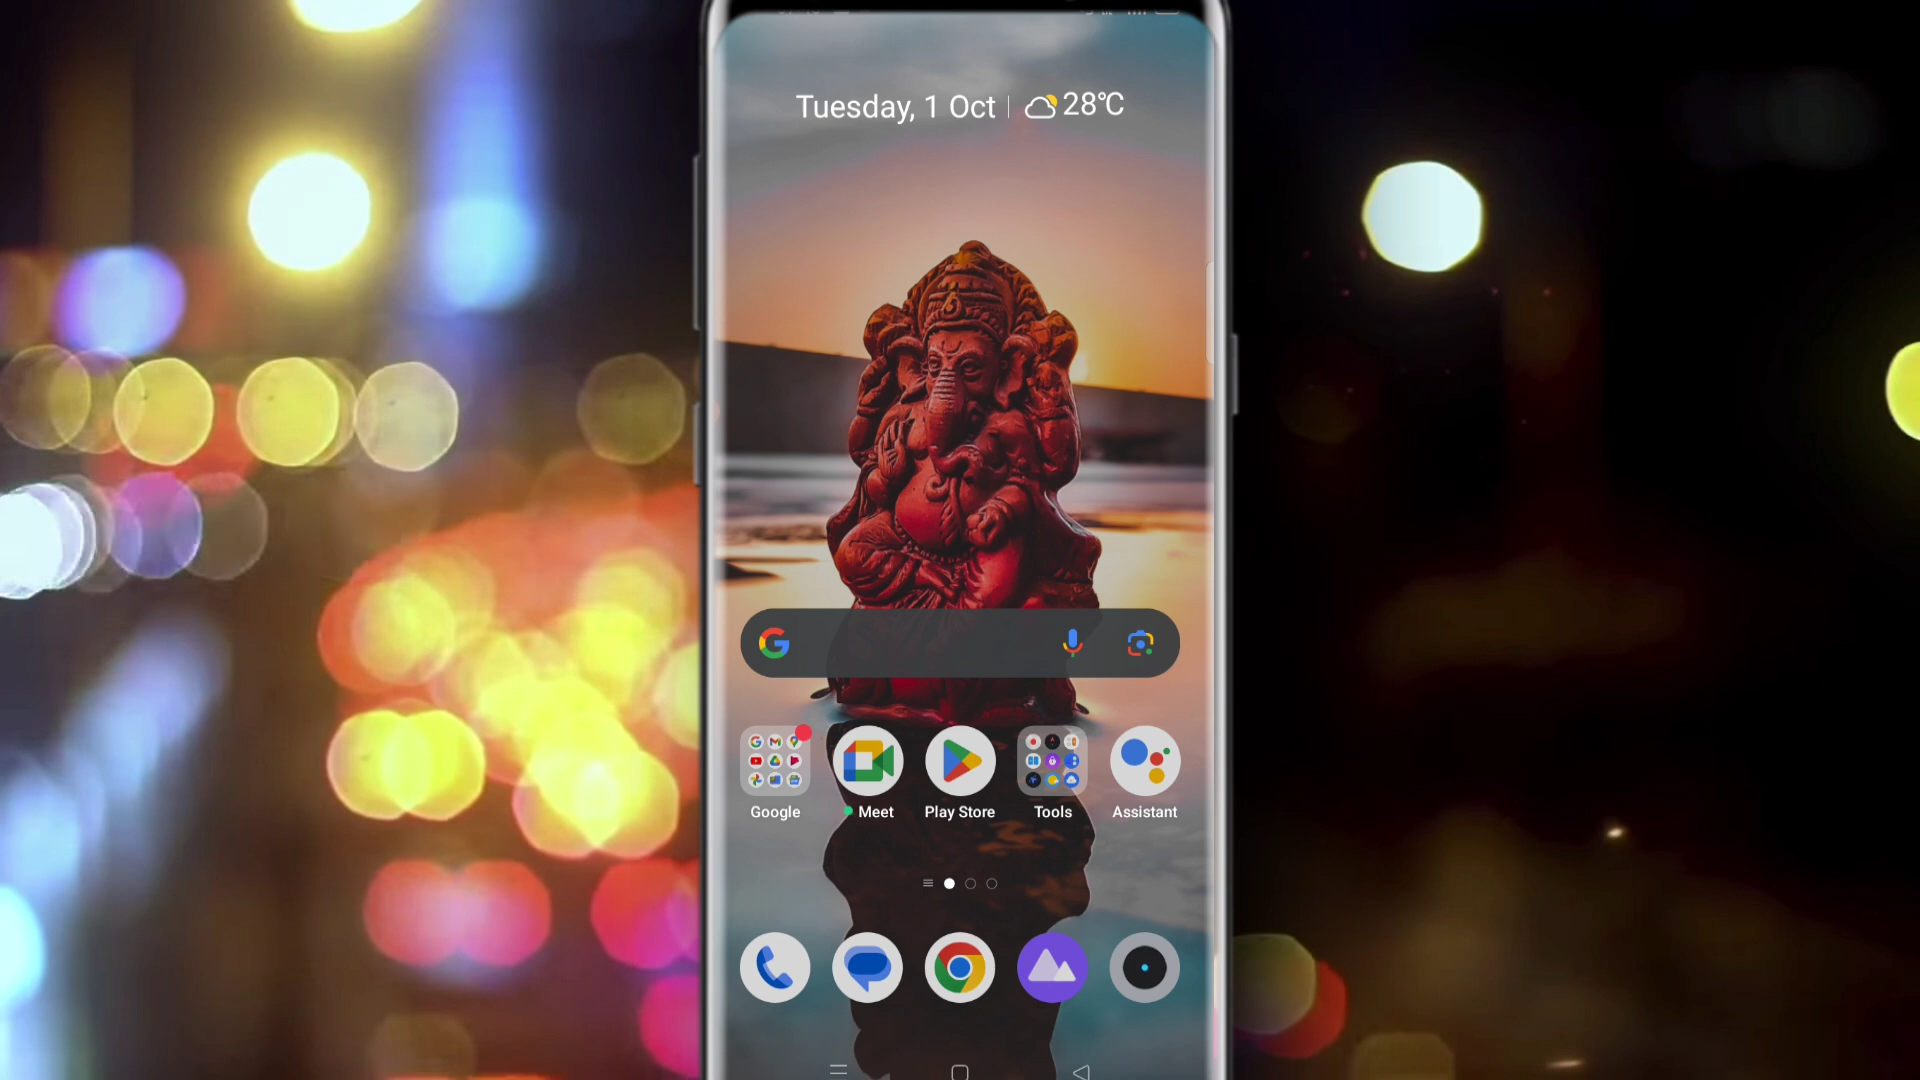 Tuesday, 1 Oct
28°C
Google
Meet
Play Store
Tools
Assistant